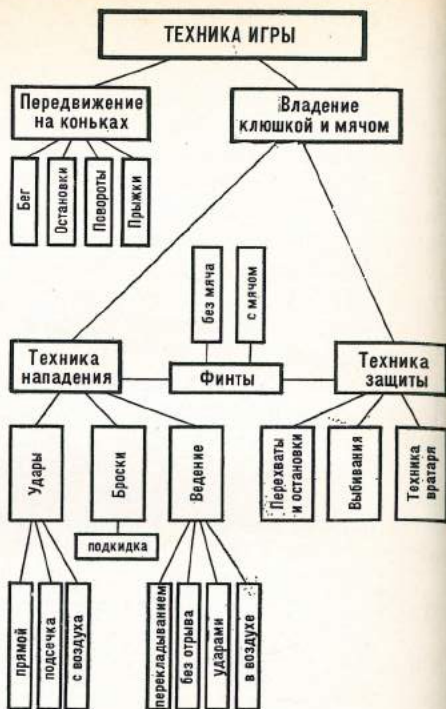 ТЕХНИКА ИГРЫ
Передвижение
на коньках
Владение
клюшкой и мячом
Бег
Остановки
Повороты
Прыжки
без мяча
с мячом
Техника
нападения
Финты
Техника
защиты
Удары
Броски
Ведение
Перехваты
и остановки
Выбивания
Техника
вратаря
подкидка
прямой
подсечка
с воздуха
перекладыванием
без отрыва
ударами
в воздухе